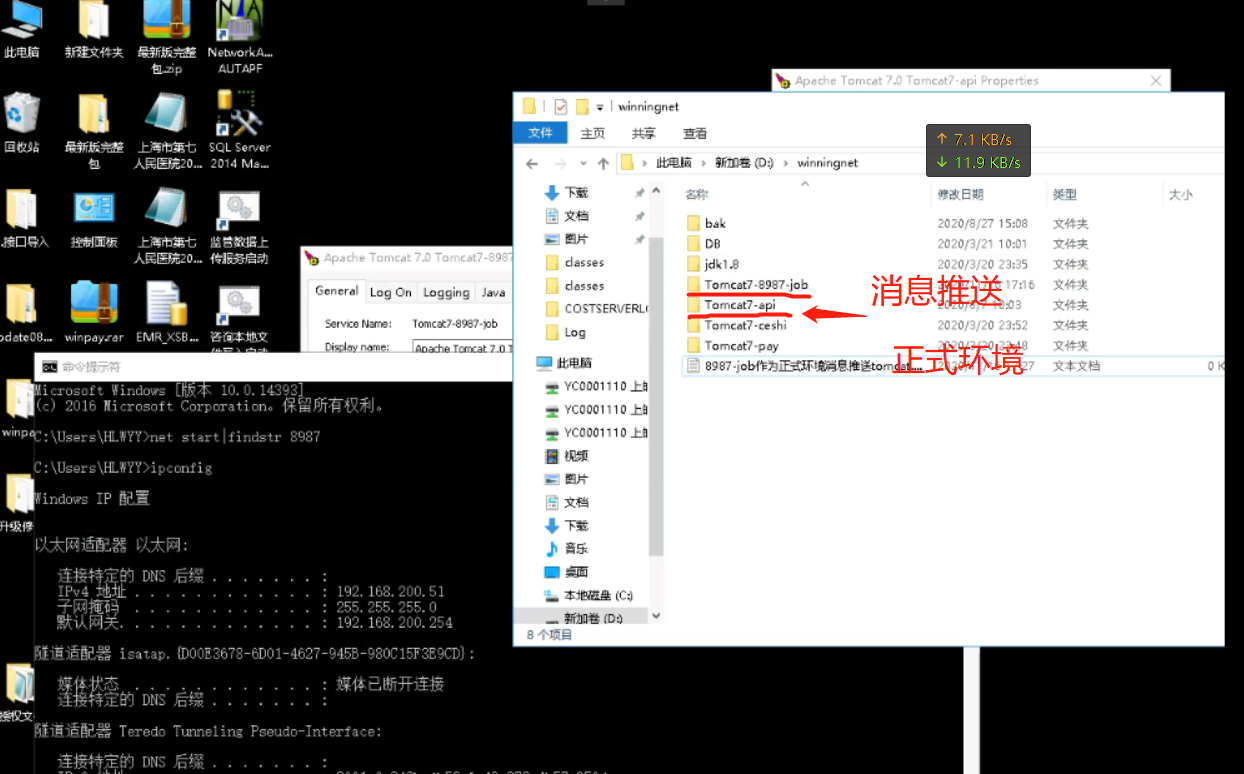 此电脑
新建文件夹
最新版完整包.zip
NetworkA...
AUTAPF
回收站
最新版完整包
上海市第七人民医院20...
SQL Server
2014 Ma...
.接口导入
控制面板
上海市第七人民医院20...
监管数据上传服务启动
pdate08...
winpay.rar
EMR_XSB...
咨询本地文
winpa
升级修
授权文
Apache Tomcat 7.0 Tomcat7-8987
General
Log On
Logging
Java
Service Name:
Tomcat7-8987-job
Display name:
Apache Tomcat 7.0 T
命令提示符
Microsoft Windows [版本 10.0.14393]
(c) 2016 Microsoft Corporation。保留所有权利。
C:\Users\HLWYY>net start|findstr 8987
C:\Users\HLWYY>ipconfig
Windows IP 配置
以太网适配器 以太网:
连接特定的 DNS 后缀 . . . . . . . :
IPv4 地址 . . . . . . . . . . . . : 192.168.200.51
子网掩码 . . . . . . . . . . . . : 255.255.255.0
默认网关. . . . . . . . . . . . . : 192.168.200.254
隧道适配器 isatap.{D00E3678-6D01-4627-945B-980C15F3B9CD}:
媒体状态 . . . . . . . . . . . . : 媒体已断开连接
连接特定的 DNS 后缀 . . . . . . . :
隧道适配器 Teredo Tunneling Pseudo-Interface:
连接特定的 DNS 后缀 . . . . . . . :
Apache Tomcat 7.0 Tomcat7-api Properties
winningnet
文件
主页
共享
查看
↑ 7.1 KB/s
↓ 11.9 KB/s
此电脑 › 新加卷 (D:) › winningnet
下载
文档
图片
classes
classes
COSTSERVERL
Log
此电脑
YC0001110 上的
YC0001110 上的
YC0001110 上的
视频
图片
文档
下载
音乐
桌面
本地磁盘 (C:)
新加卷 (D:)
8 个项目
名称
修改日期
类型
大小
bak
2020/8/27 15:08
文件夹
DB
2020/3/21 10:01
文件夹
jdk1.8
2020/3/20 23:35
文件夹
Tomcat7-8987-job
17:16
文件夹
Tomcat7-api
文件夹
Tomcat7-ceshi
2020/3/20 23:52
文件夹
Tomcat7-pay
文件夹
8987-job作为正式环境消息推送tomcat....
文本文档
0 K
消息推送
正式环境